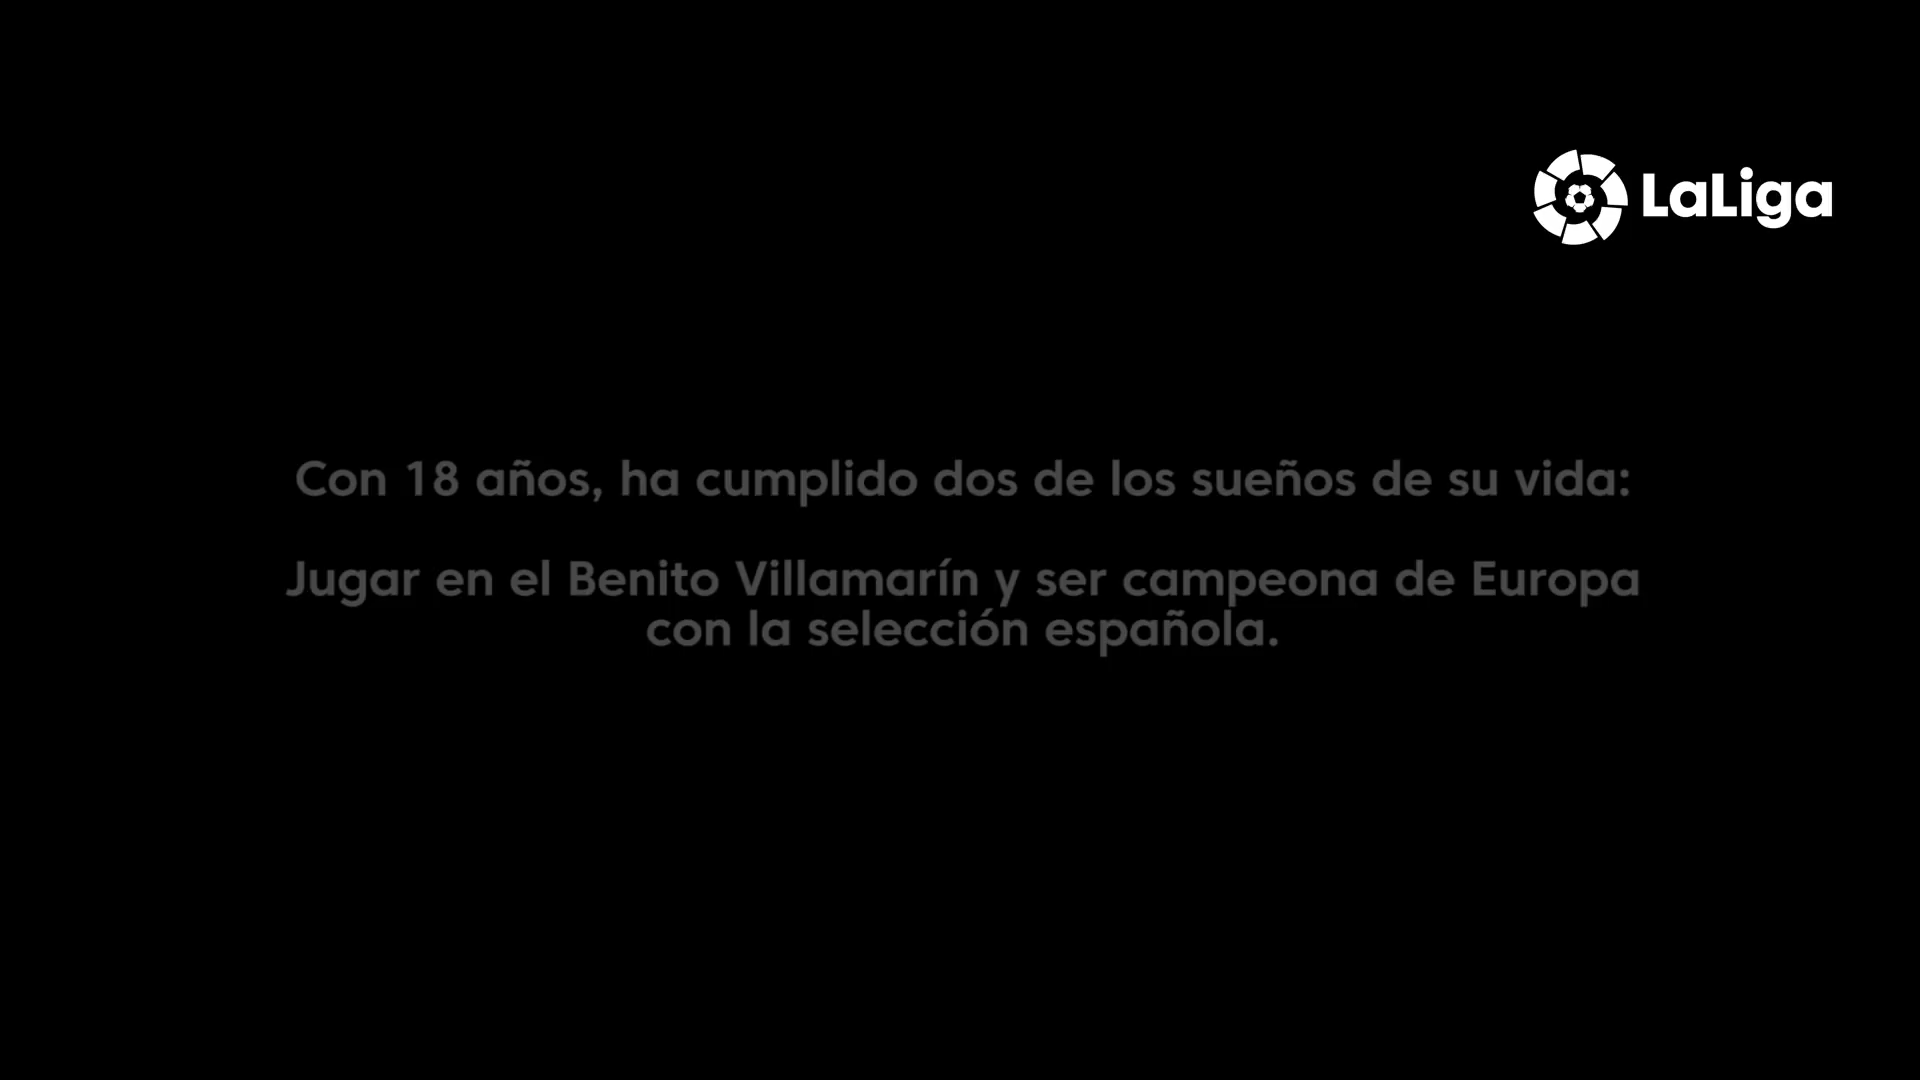 LaLiga
Con 18 años, ha cumplido dos de los sueños de su vida:
Jugar en el Benito Villamarín y ser campeona de Europa
con la selección española.